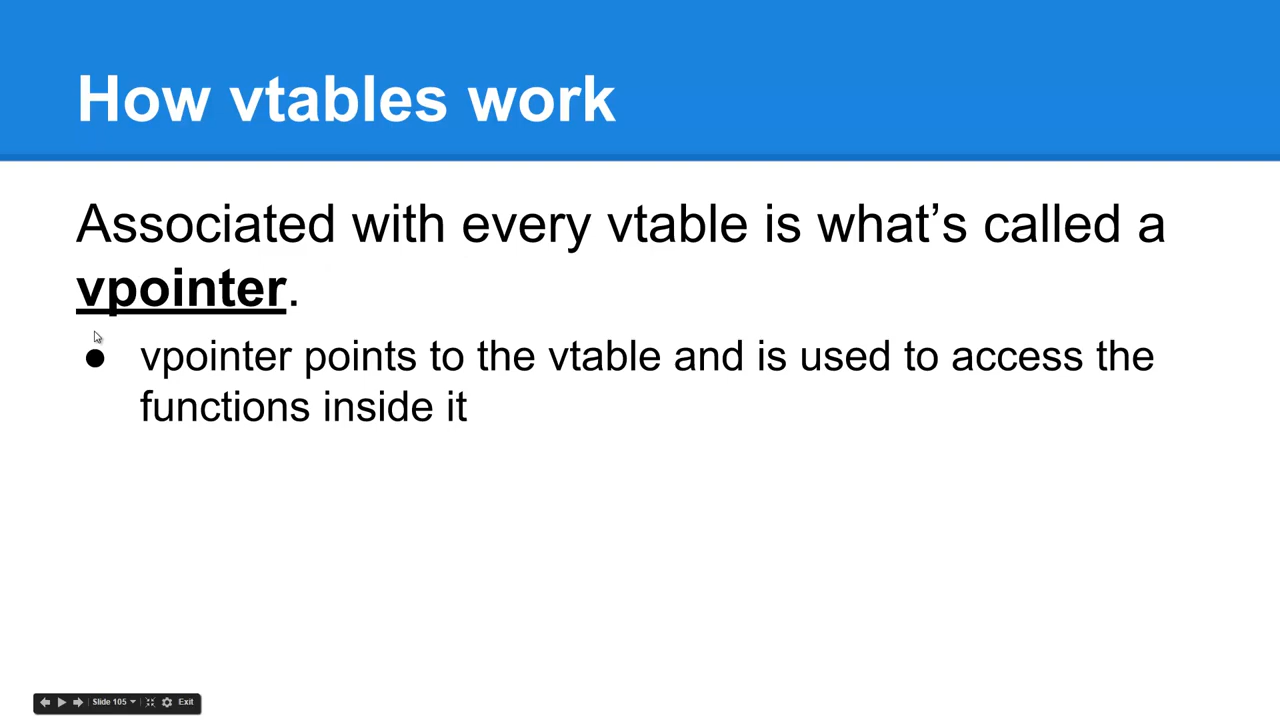 How vtables work
Associated with every vtable is what's called a
vpointer.
● vpointer points to the vtable and is used to access the
functions inside it
Slide 105
Exit